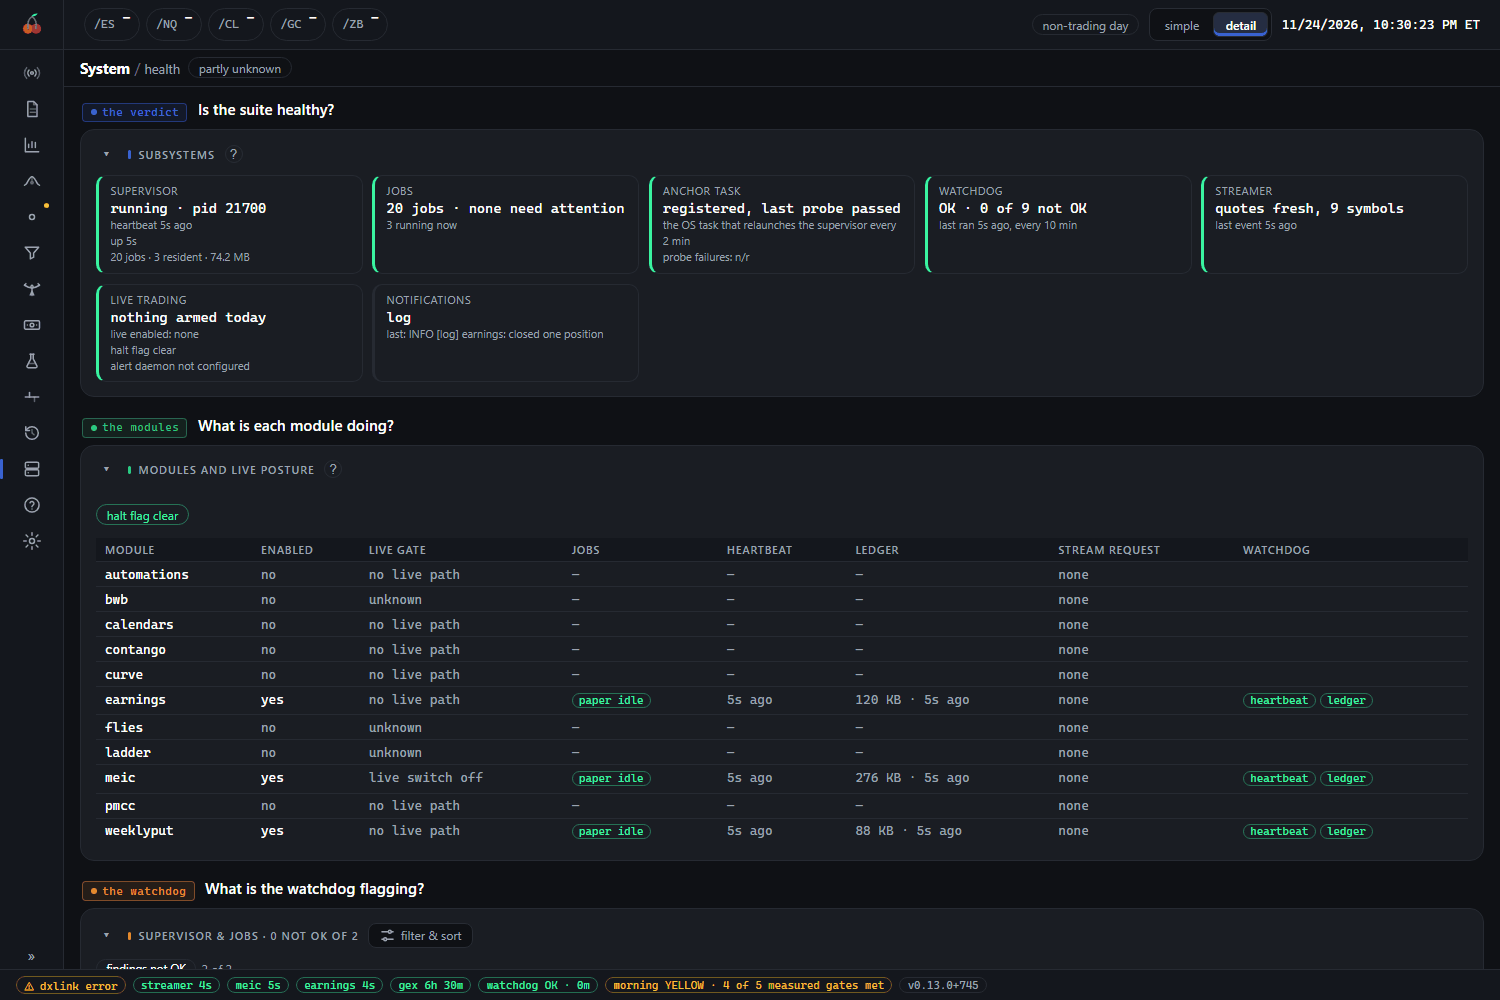 /ES –
/NQ –
/CL –
/GC –
/ZB –
non-trading day
simple
detail
11/24/2026, 10:30:23 PM ET
System / health
partly unknown
the verdict
Is the suite healthy?
SUBSYSTEMS ?
SUPERVISOR
running · pid 21700
heartbeat 5s ago
up 5s
20 jobs · 3 resident · 74.2 MB
JOBS
20 jobs · none need attention
3 running now
ANCHOR TASK
registered, last probe passed
the OS task that relaunches the supervisor every
2 min
probe failures: n/r
WATCHDOG
OK · 0 of 9 not OK
last ran 5s ago, every 10 min
STREAMER
quotes fresh, 9 symbols
last event 5s ago
LIVE TRADING
nothing armed today
live enabled: none
halt flag clear
alert daemon not configured
NOTIFICATIONS
log
last: INFO [log] earnings: closed one position
the modules
What is each module doing?
MODULES AND LIVE POSTURE ?
halt flag clear
MODULE ENABLED LIVE GATE JOBS HEARTBEAT LEDGER STREAM REQUEST WATCHDOG
automations no no live path – – – none
bwb no unknown – – – none
calendars no no live path – – – none
contango no no live path – – – none
curve no no live path – – – none
earnings yes no live path paper idle 5s ago 120 KB · 5s ago none heartbeat ledger
flies no unknown – – – none
ladder no unknown – – – none
meic yes live switch off paper idle 5s ago 276 KB · 5s ago none heartbeat ledger
pmcc no no live path – – – none
weeklyput yes no live path paper idle 5s ago 88 KB · 5s ago none heartbeat ledger
the watchdog
What is the watchdog flagging?
SUPERVISOR & JOBS · 0 NOT OK OF 2
filter & sort
findings not OK 2 of 2
»
dxlink error
streamer 4s
meic 5s
earnings 4s
gex 6h 30m
watchdog OK · 0m
morning YELLOW · 4 of 5 measured gates met
v0.13.0+745